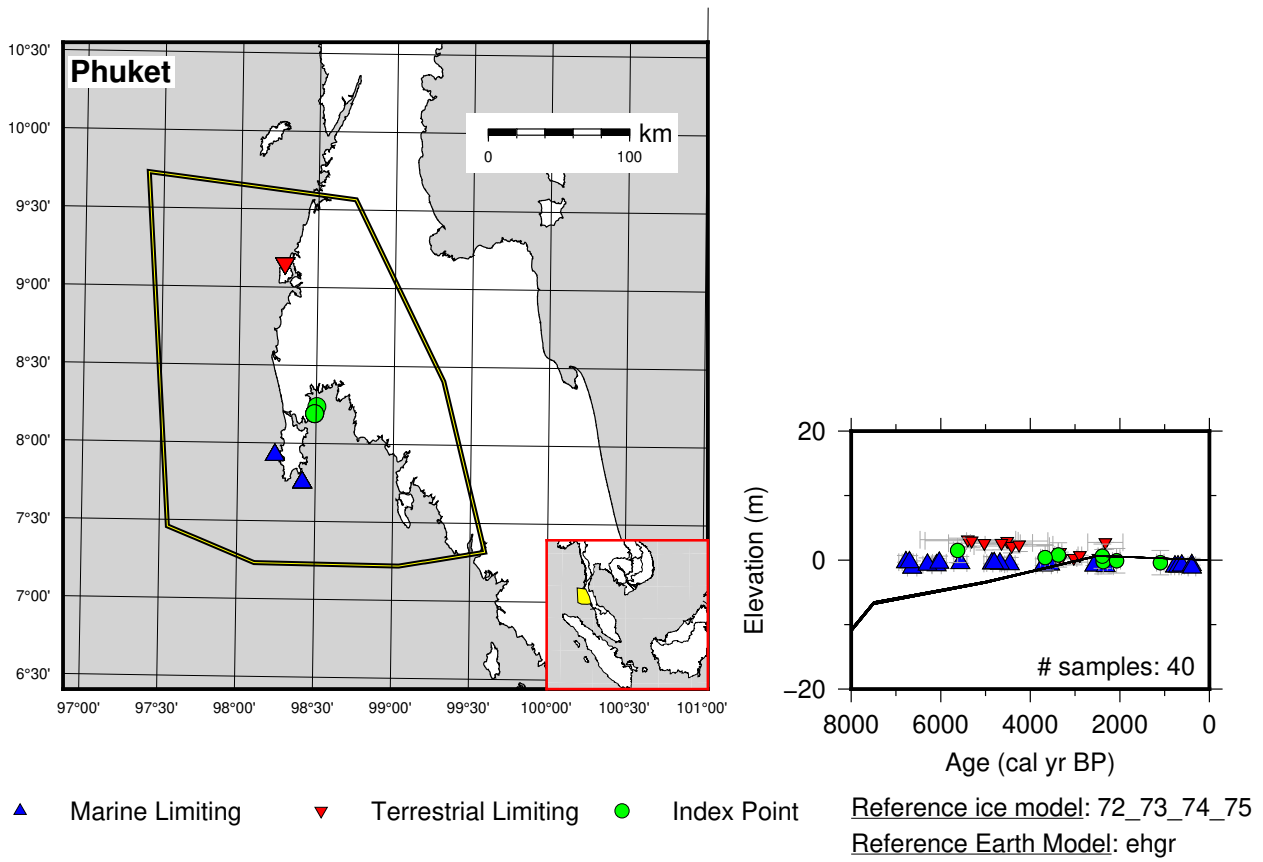 Phuket
10°30'
10°00'
9°30'
9°00'
8°30'
8°00'
7°30'
7°00'
6°30'
97°00' 97°30' 98°00' 98°30' 99°00' 99°30' 100°00' 100°30' 101°00'
km
0 100
20
0
−20
Elevation (m)
# samples: 40
8000 6000 4000 2000 0
Age (cal yr BP)
Marine Limiting Terrestrial Limiting Index Point
Reference ice model: 72_73_74_75
Reference Earth Model: ehgr